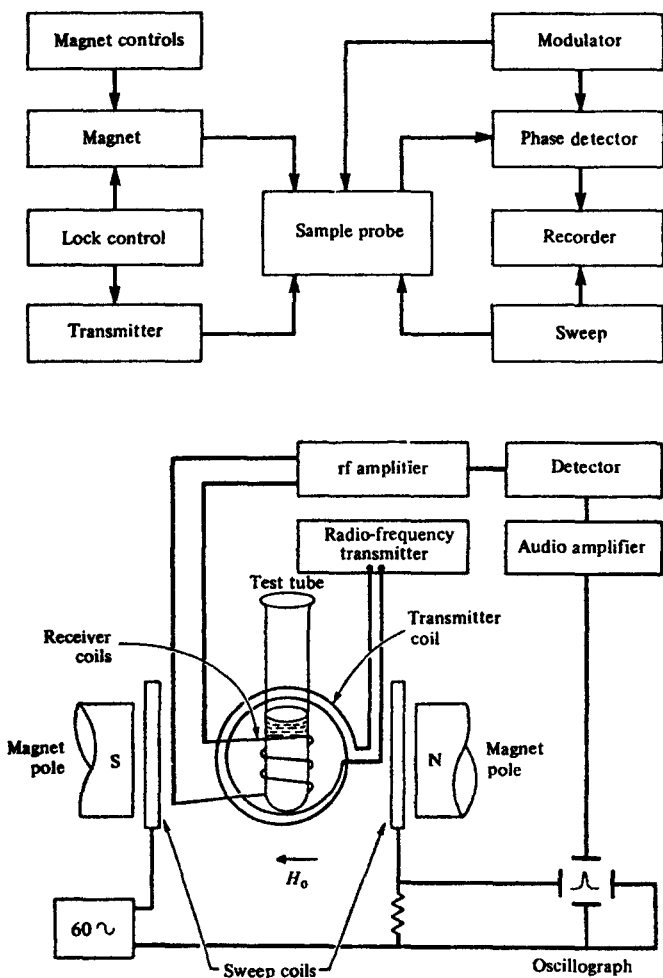 Magnet controls
Modulator
Magnet
Phase detector
Lock control
Sample probe
Recorder
Transmitter
Sweep
rf amplifier
Detector
Radio-frequency
transmitter
Audio amplifier
Test tube
Receiver
coils
Transmitter
coil
Magnet
pole
S
N
Magnet
pole
H₀
60 ∿
Sweep coils
Oscillograph